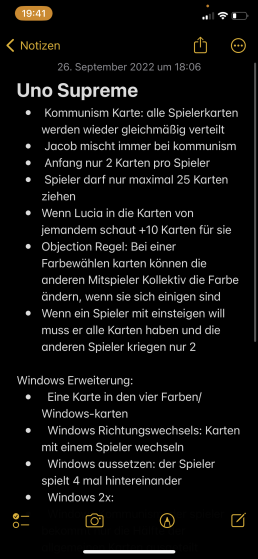 19:41
Notizen
26. September 2022 um 18:06
Uno Supreme
• Kommunism Karte: alle Spielerkarten
werden wieder gleichmäßig verteilt
• Jacob mischt immer bei kommunism
• Anfang nur 2 Karten pro Spieler
• Spieler darf nur maximal 25 Karten
ziehen
• Wenn Lucia in die Karten von
jemandem schaut +10 Karten für sie
• Objection Regel: Bei einer
Farbewählen karten können die
anderen Mitspieler Kollektiv die Farbe
ändern, wenn sie sich einigen sind
• Wenn ein Spieler mit einsteigen will
muss er alle Karten haben und die
anderen Spieler kriegen nur 2
Windows Erweiterung:
• Eine Karte in den vier Farben/
Windows-karten
• Windows Richtungswechsels: Karten
mit einem Spieler wechseln
• Windows aussetzen: der Spieler
spielt 4 mal hintereinander
• Windows 2x: